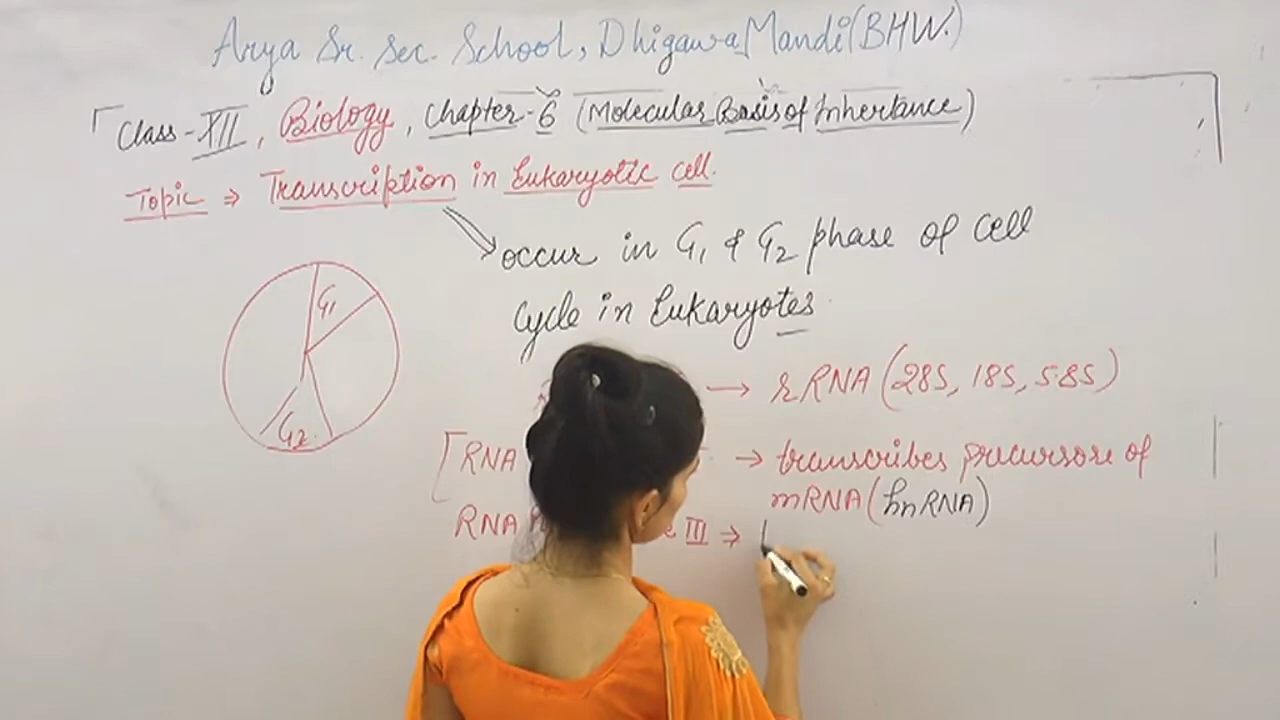 Arya Sr. Sec. School, Dhigawa Mandi (BHW.)
Class - XII, Biology, Chapter - 6 (Molecular Basis of Inhertance)
Topic ⇒ Transcription in Eukaryotic cell.
occur in G1 & G2 phase of cell
cycle in Eukaryotes
G1
G2
→ rRNA (28S, 18S, 5.8S)
RNA → transcribes precursore of
mRNA (hnRNA)
RNA III ⇒